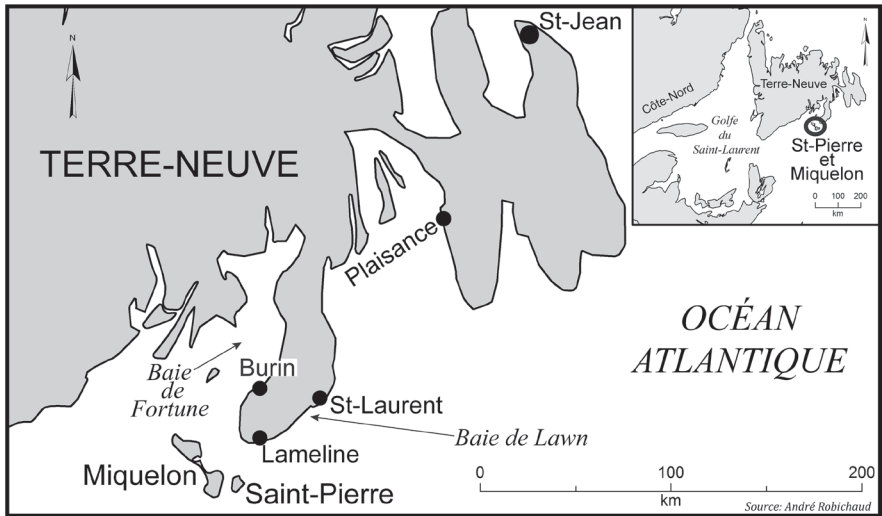 N
St-Jean
TERRE-NEUVE
Plaisance
OCÉAN
ATLANTIQUE
Baie
de
Fortune
Burin
St-Laurent
Baie de Lawn
Lameline
Miquelon
Saint-Pierre
0 100 200
km
Source: André Robichaud
N
Côte-Nord
Terre-Neuve
Golfe
du
Saint-Laurent
St-Pierre
et
Miquelon
0 100 200
km